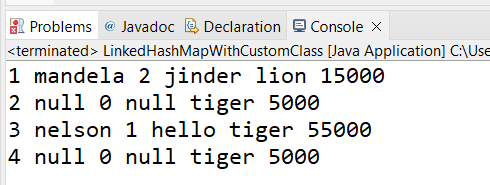 Problems @ Javadoc Declaration Console
<terminated> LinkedHashMapWithCustomClass [Java Application] C:\Use
1 mandela 2 jinder lion 15000
2 null 0 null tiger 5000
3 nelson 1 hello tiger 55000
4 null 0 null tiger 5000